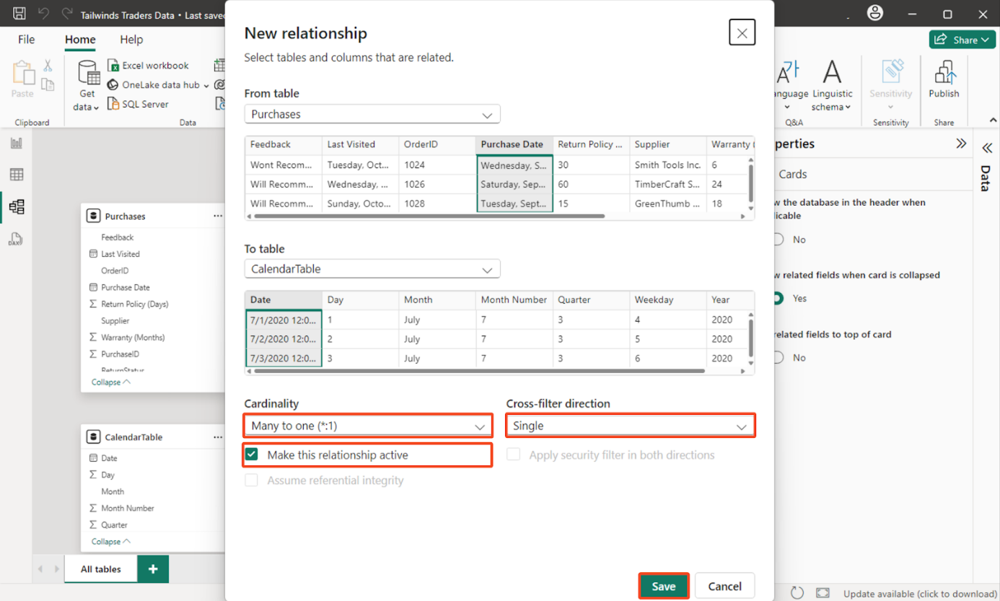 Tailwinds Traders Data • Last saved
File
Home
Help
Share
Paste
Clipboard
Get
data
Excel workbook
OneLake data hub
SQL Server
Data
Linguistic
schema
Q&A
Sensitivity
Sensitivity
Publish
Share
New relationship
Select tables and columns that are related.
From table
Purchases
Feedback Last Visited OrderID Purchase Date Return Policy ... Supplier Warranty (
Wont Recom... Tuesday, Oct... 1024 Wednesday, S... 30 Smith Tools Inc. 6
Will Recomm... Wednesday, ... 1026 Saturday, Sep... 60 TimberCraft S... 24
Will Recomm... Sunday, Octo... 1028 Tuesday, Sept... 15 GreenThumb ... 18
To table
CalendarTable
Date Day Month Month Number Quarter Weekday Year
7/1/2020 12:0... 1 July 7 3 4 2020
7/2/2020 12:0... 2 July 7 3 5 2020
7/3/2020 12:0... 3 July 7 3 6 2020
Cardinality
Many to one (*:1)
Make this relationship active
Assume referential integrity
Cross-filter direction
Single
Apply security filter in both directions
Save
Cancel
DAX
Purchases ...
Feedback
Last Visited
OrderID
Purchase Date
Σ Return Policy (Days)
Supplier
Σ Warranty (Months)
Σ PurchaseID
ReturnStatus
Collapse
CalendarTable ...
Date
Σ Day
Month
Σ Month Number
Σ Quarter
Collapse
All tables
+
perties
Data
Cards
w the database in the header when
licable
No
w related fields when card is collapsed
Yes
related fields to top of card
No
Update available (click to download)